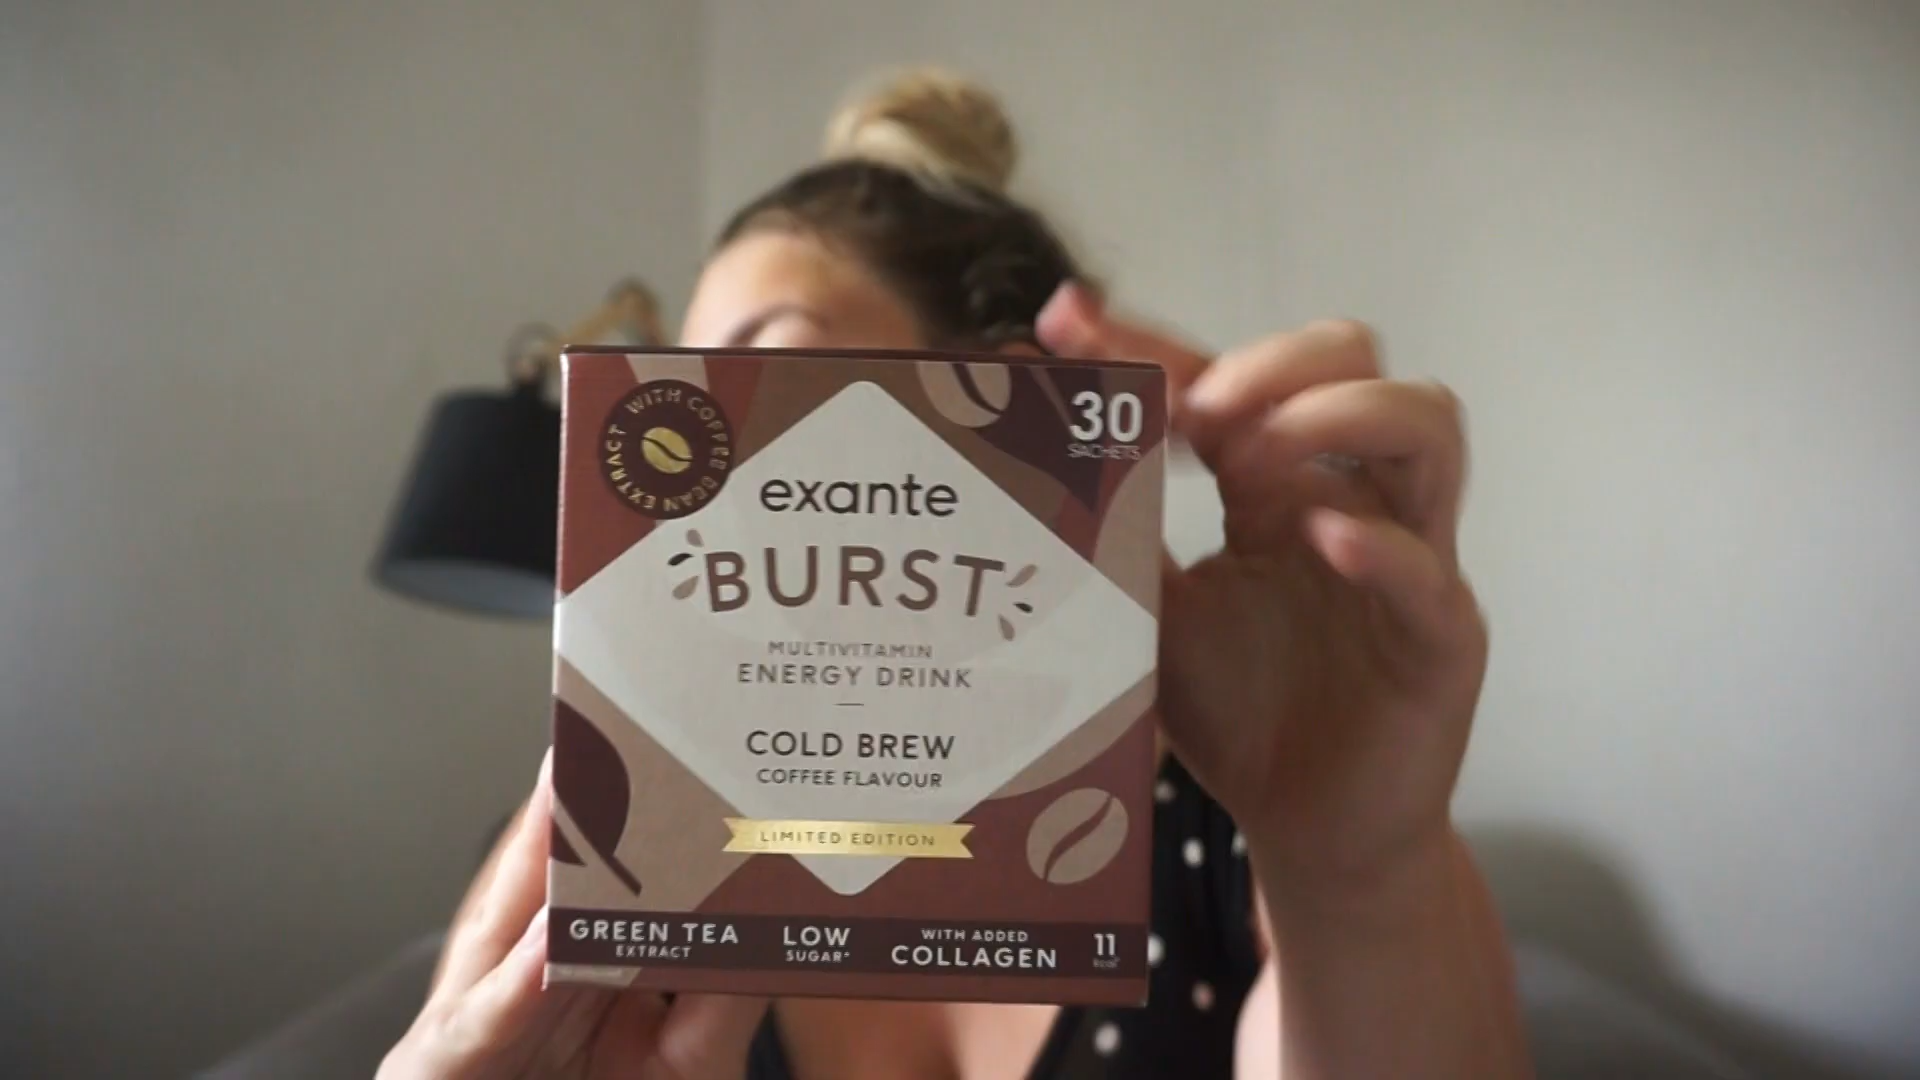 WITH COFFEE BEAN EXTRACT
30
SACHETS
exante
BURST
MULTIVITAMIN
ENERGY DRINK
COLD BREW
COFFEE FLAVOUR
LIMITED EDITION
GREEN TEA
EXTRACT
LOW
SUGAR*
WITH ADDED
COLLAGEN
11
kcal*